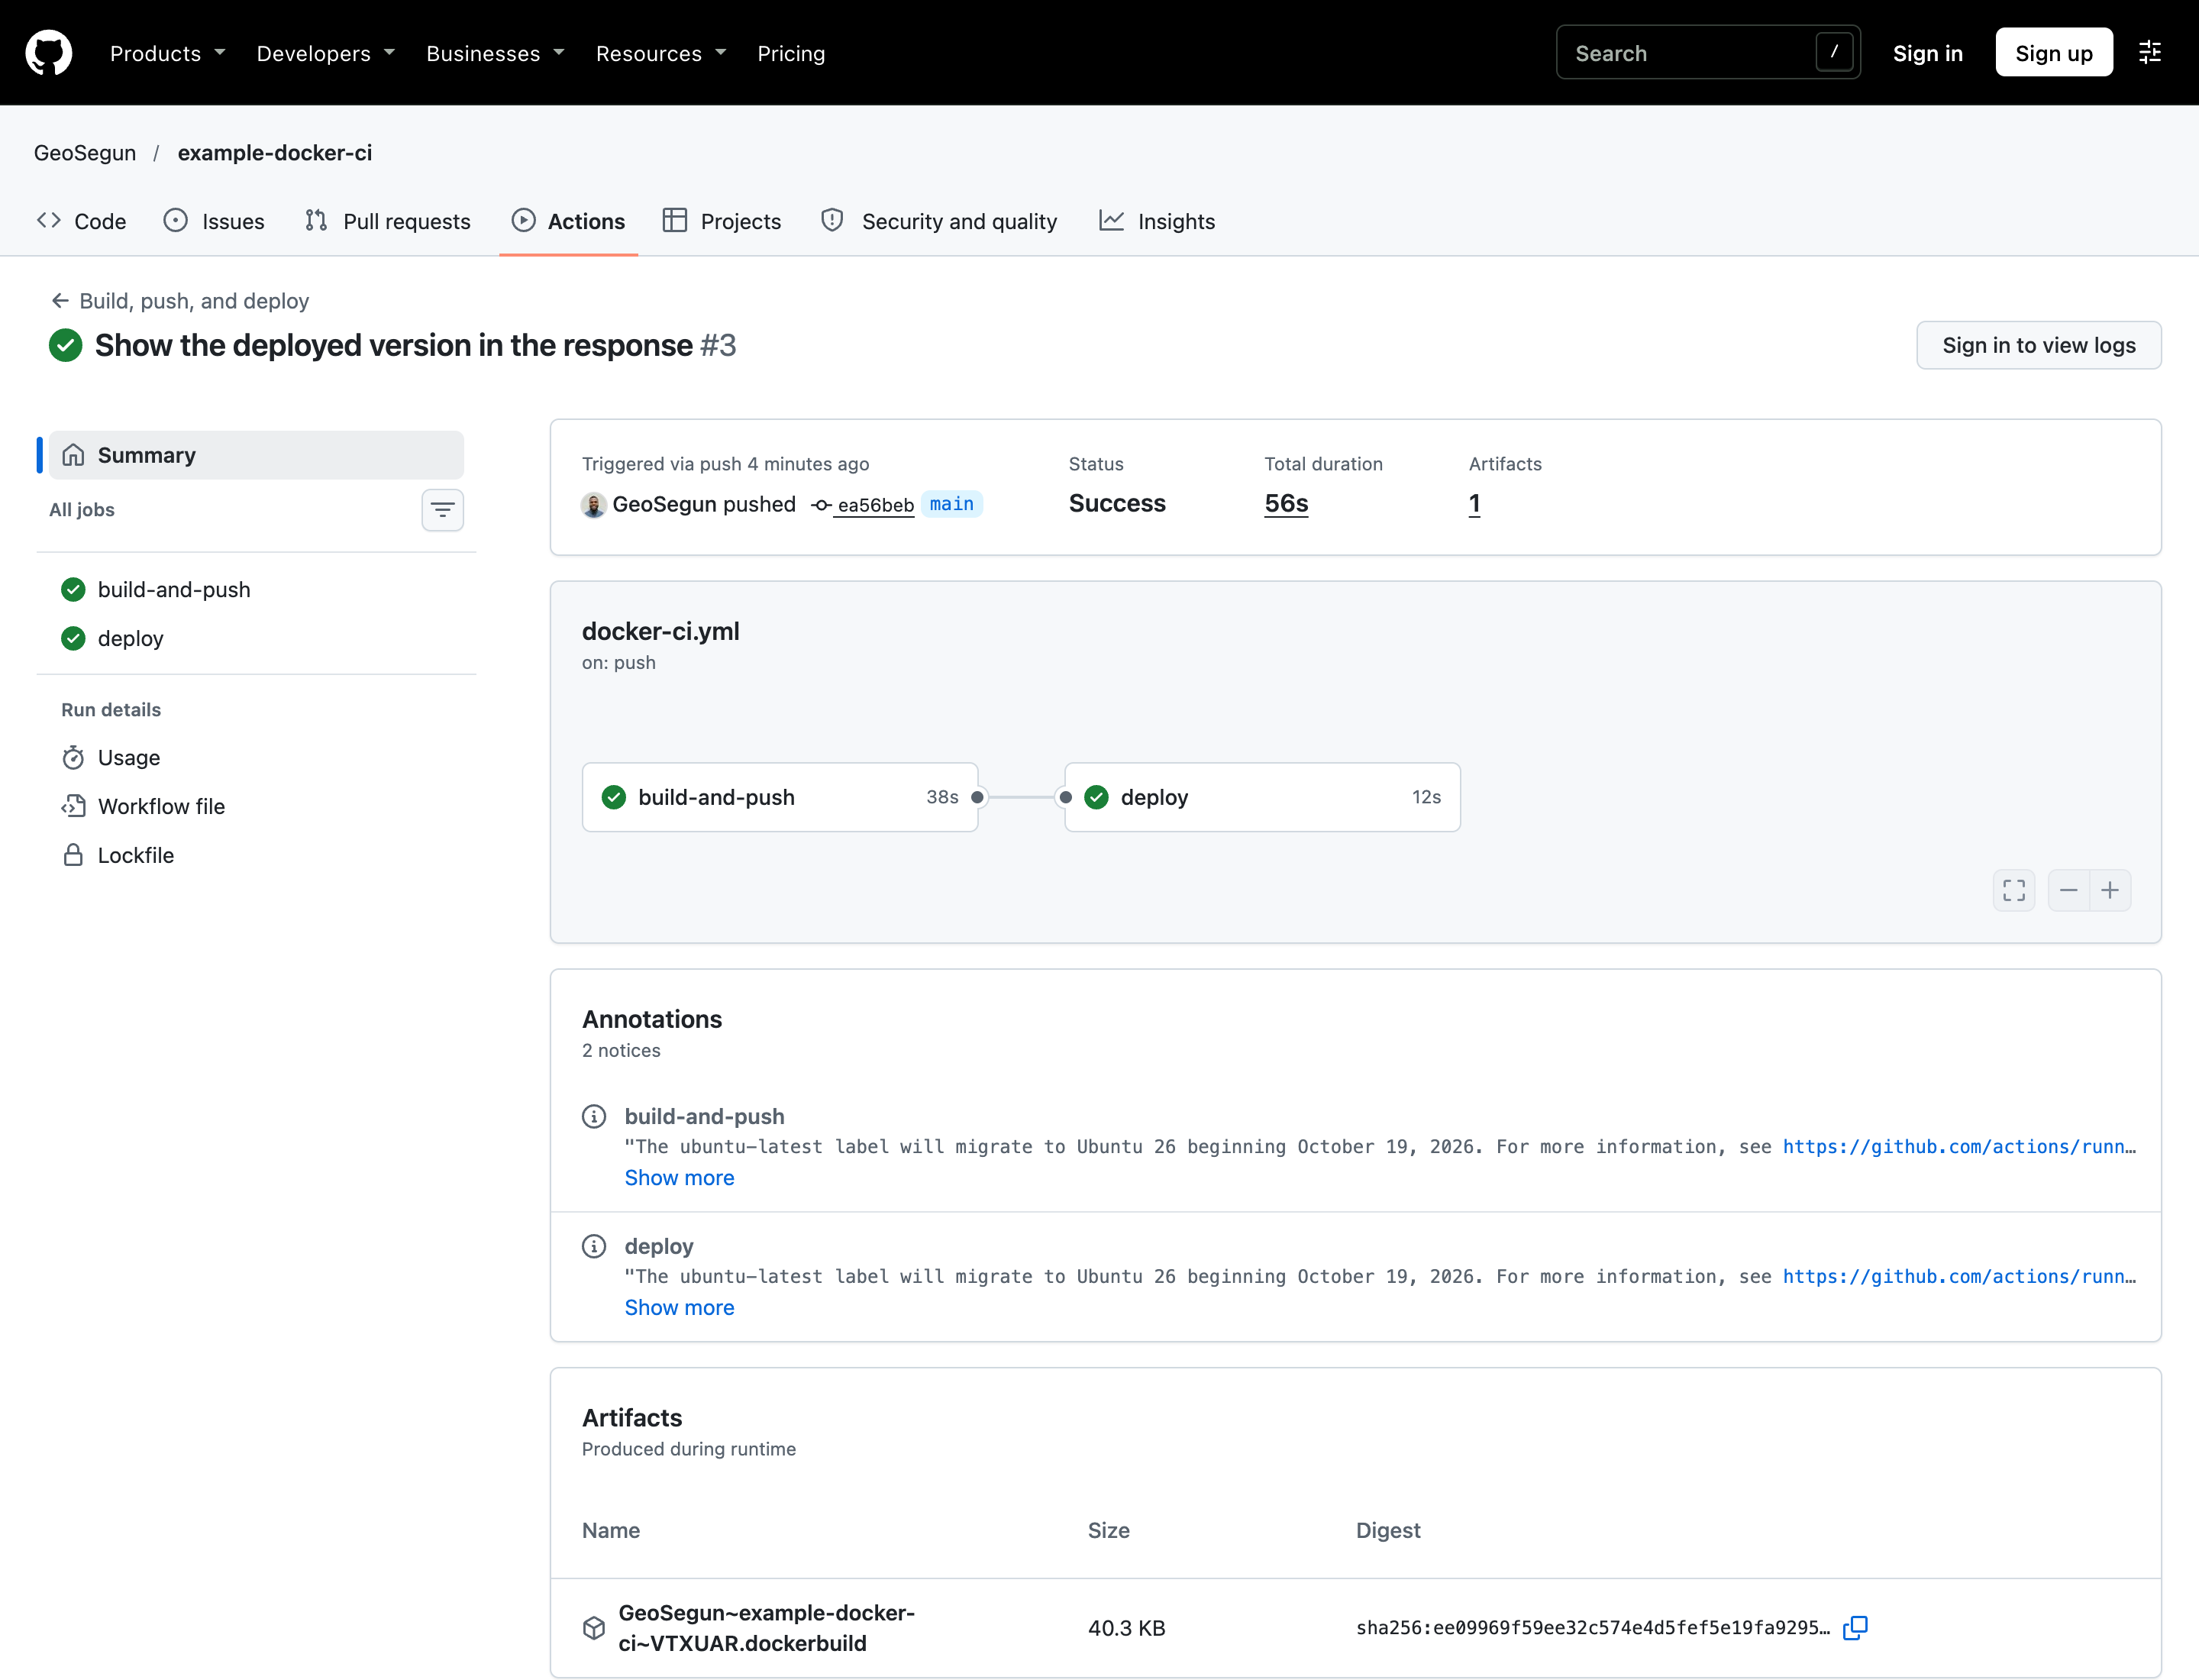 Products Developers Businesses Resources Pricing Search / Sign in Sign up
GeoSegun / example-docker-ci
Code Issues Pull requests Actions Projects Security and quality Insights
Build, push, and deploy
Show the deployed version in the response #3
Sign in to view logs
Summary
All jobs
build-and-push
deploy
Run details
Usage
Workflow file
Lockfile
Triggered via push 4 minutes ago
GeoSegun pushed ea56beb main
Status
Success
Total duration
56s
Artifacts
1
docker-ci.yml
on: push
build-and-push 38s
deploy 12s
Annotations
2 notices
build-and-push
"The ubuntu-latest label will migrate to Ubuntu 26 beginning October 19, 2026. For more information, see https://github.com/actions/runn…
Show more
deploy
"The ubuntu-latest label will migrate to Ubuntu 26 beginning October 19, 2026. For more information, see https://github.com/actions/runn…
Show more
Artifacts
Produced during runtime
Name Size Digest
GeoSegun~example-docker-
ci~VTXUAR.dockerbuild
40.3 KB
sha256:ee09969f59ee32c574e4d5fef5e19fa9295…